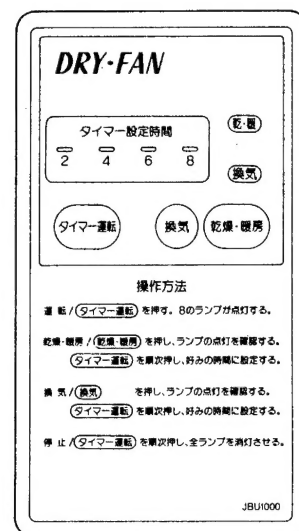 DRY・FAN
タイマー設定時間
2 4 6 8
乾・暖
換気
タイマー運転 換気 乾燥・暖房
操作方法
運 転/タイマー運転 を押す。8のランプが点灯する。
乾燥・暖房/乾燥・暖房 を押し、ランプの点灯を確認する。
タイマー運転 を順次押し、好みの時間に設定する。
換 気/換気 を押し、ランプの点灯を確認する。
タイマー運転 を順次押し、好みの時間に設定する。
停 止/タイマー運転 を順次押し、全ランプを消灯させる。
JBU1000